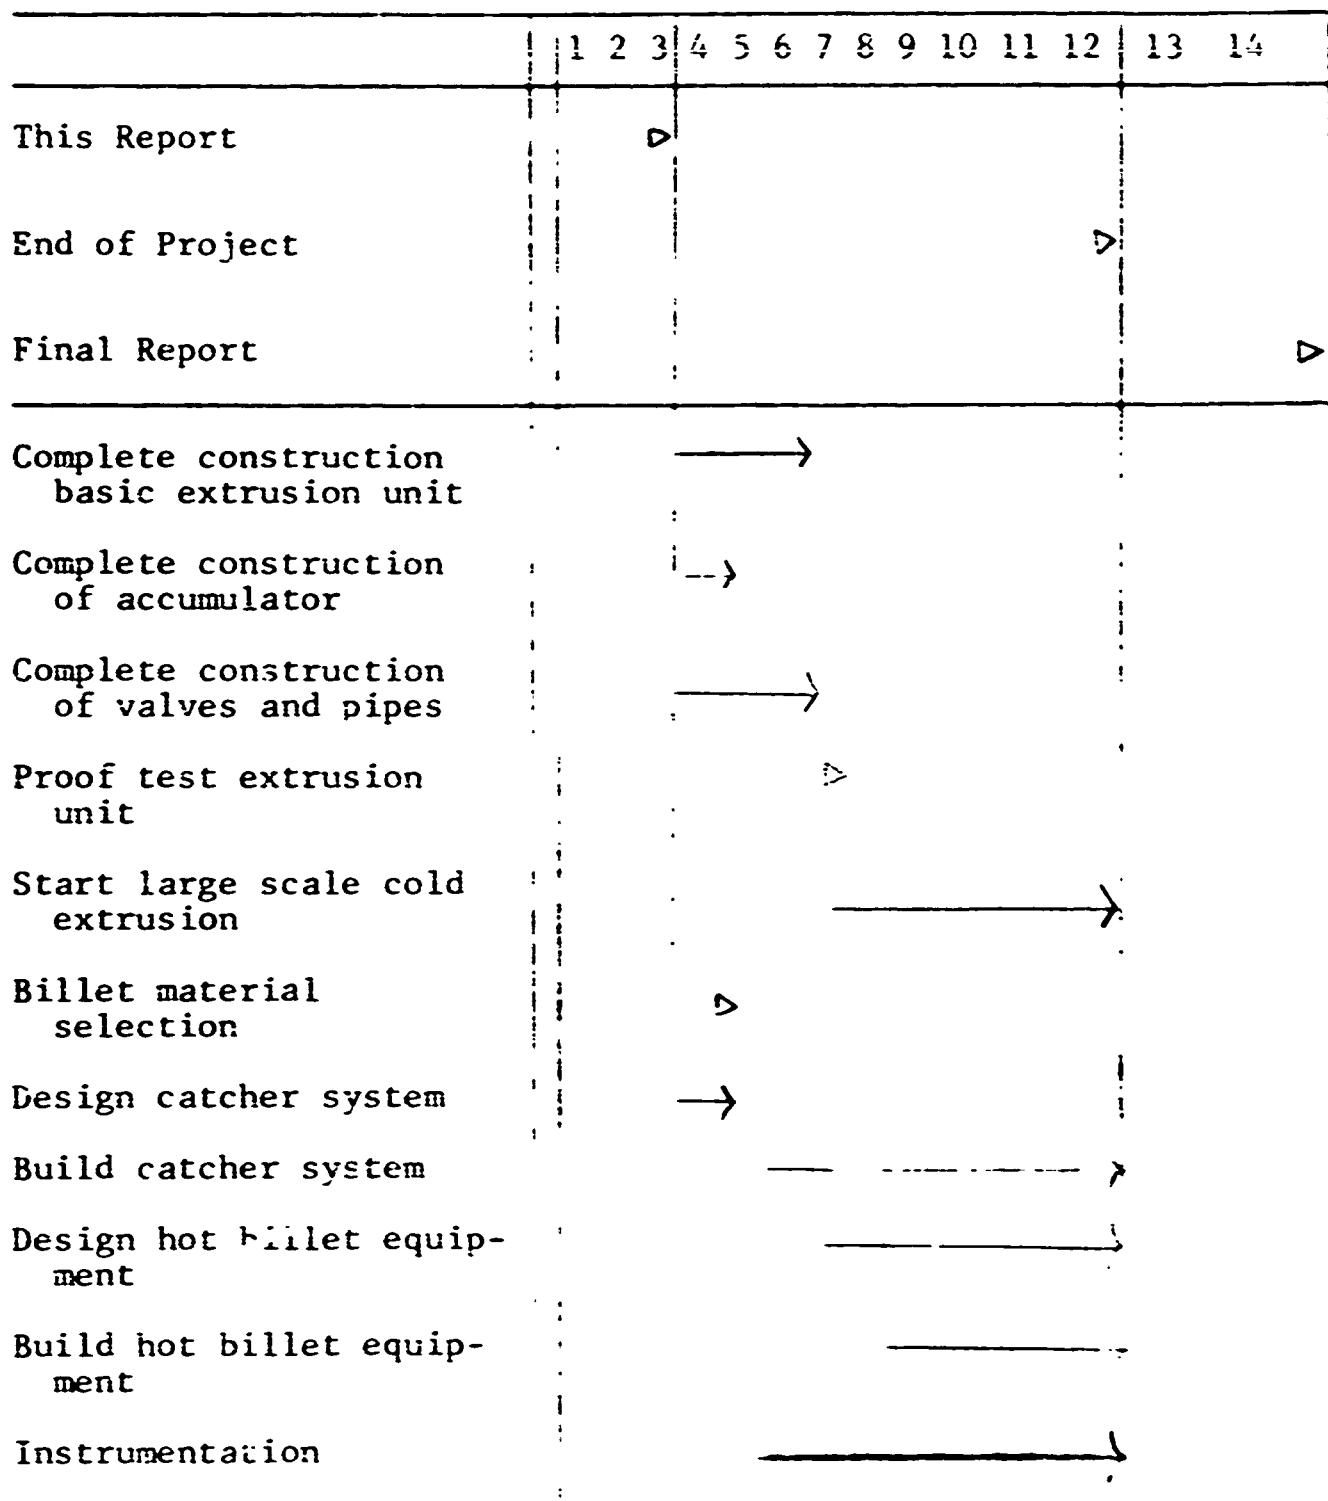 1 2 3 4 5 6 7 8 9 10 11 12 13 14
This Report
End of Project
Final Report
Complete construction
basic extrusion unit
Complete construction
of accumulator
Complete construction
of valves and pipes
Proof test extrusion
unit
Start large scale cold
extrusion
Billet material
selection
Design catcher system
Build catcher system
Design hot billet equip-
ment
Build hot billet equip-
ment
Instrumentation